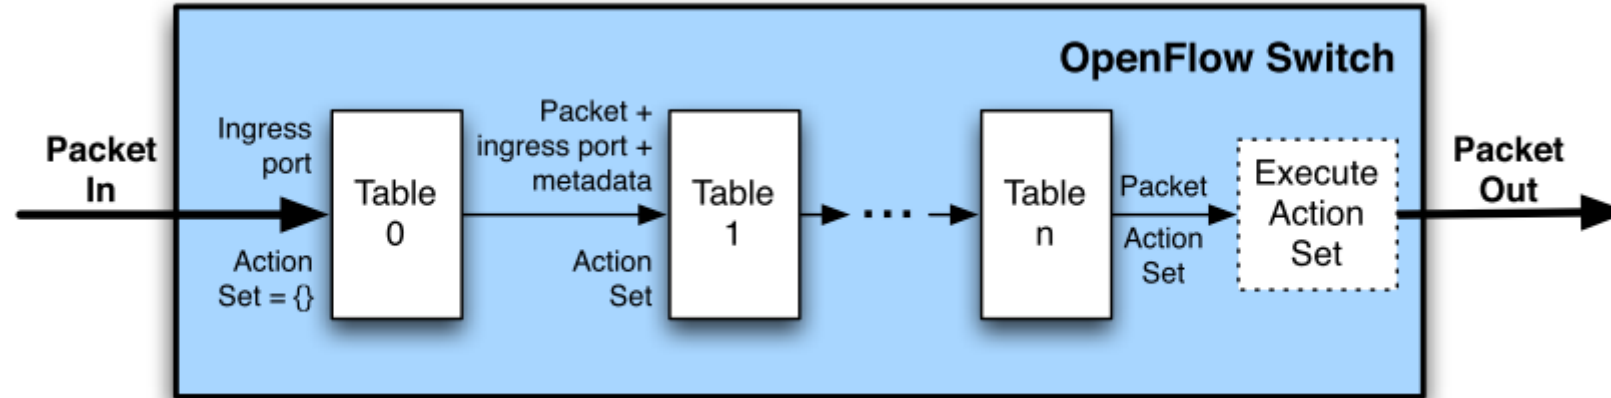 OpenFlow Switch
Packet
In
Ingress
port
Action
Set = {}
Table
0
Packet +
ingress port +
metadata
Action
Set
Table
1
...
Table
n
Packet
Action
Set
Execute
Action
Set
Packet
Out